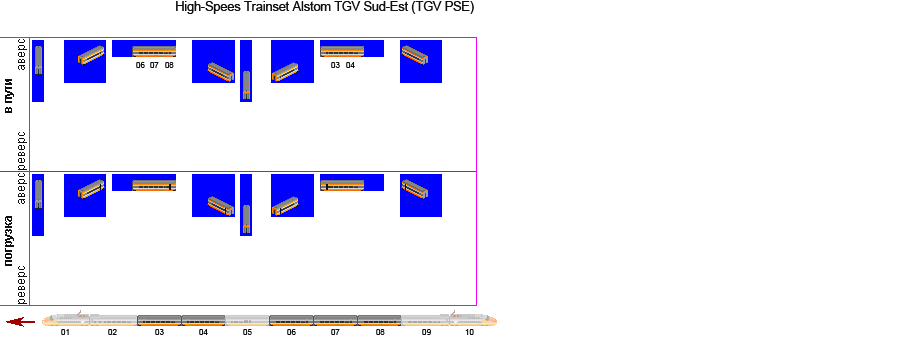 High-Spees Trainset Alstom TGV Sud-Est (TGV PSE)
в пути
аверс
06 07 08
03 04
реверс
погрузка
аверс
реверс
01 02 03 04 05 06 07 08 09 10